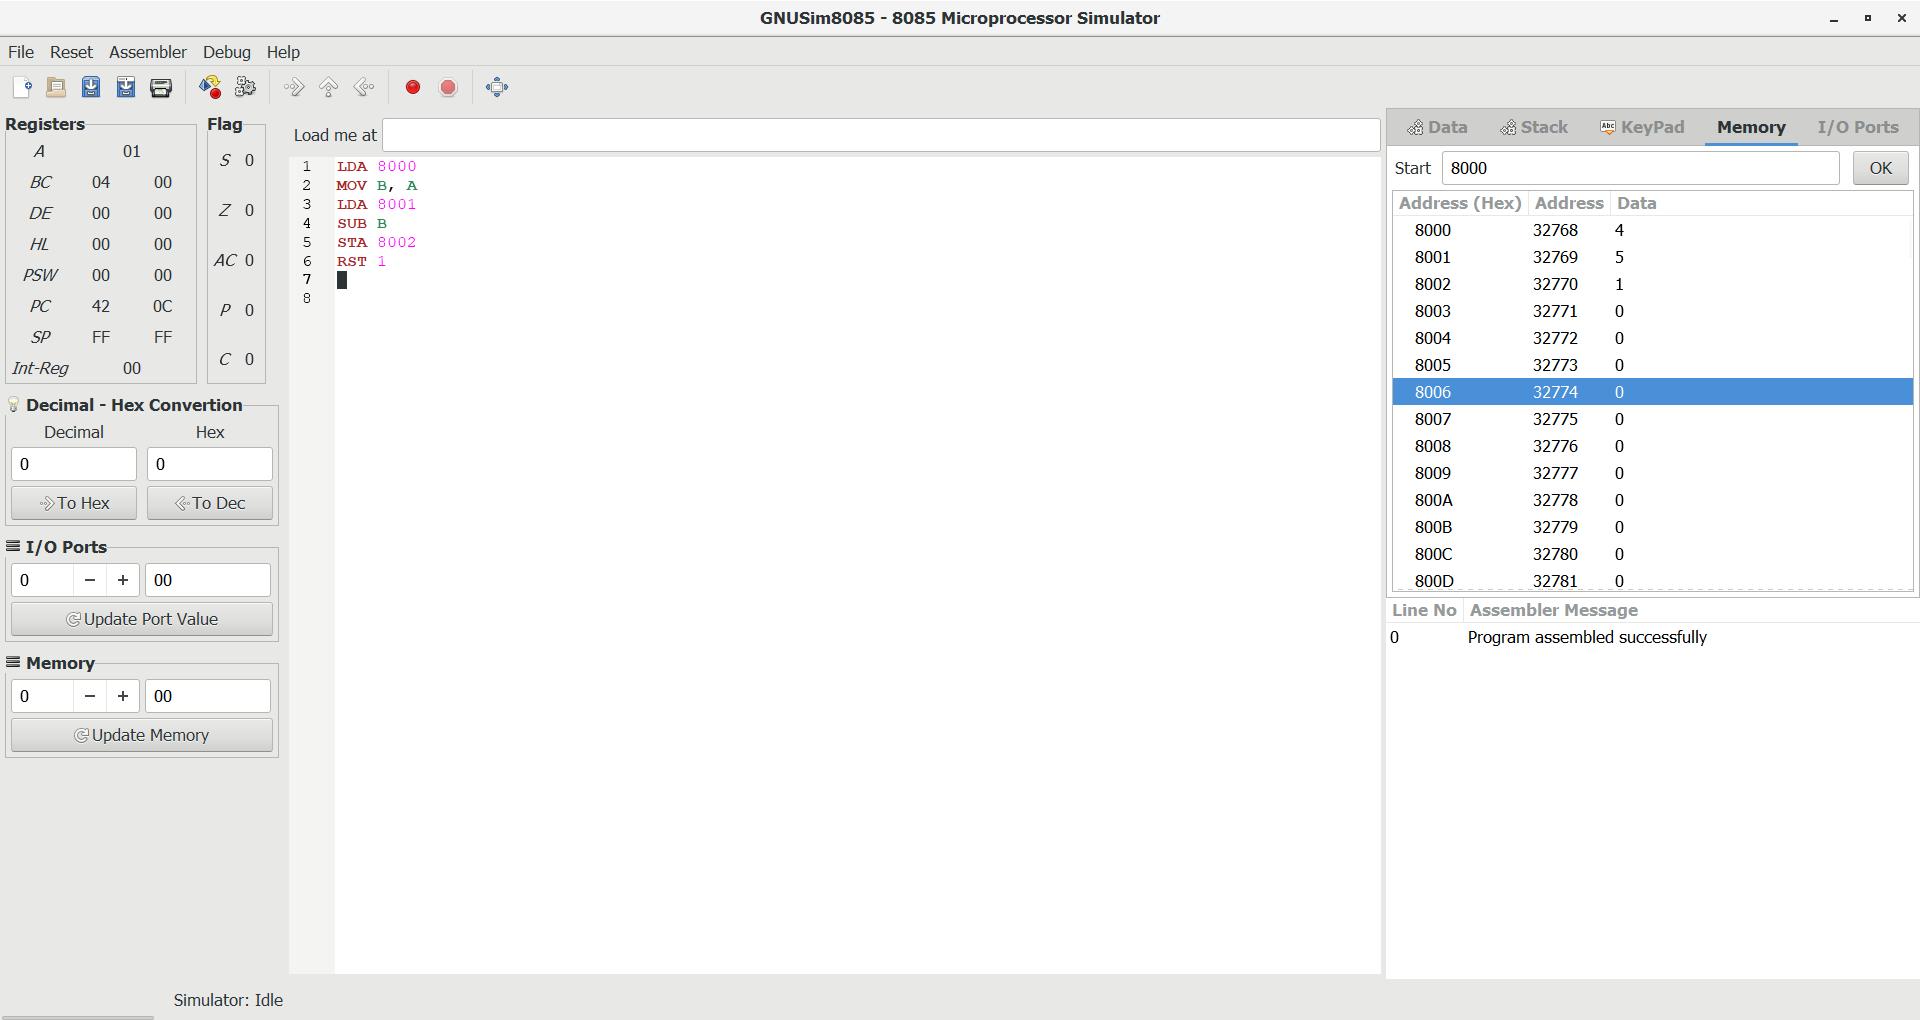 GNUSim8085 - 8085 Microprocessor Simulator
File Reset Assembler Debug Help
Registers
A 01
BC 04 00
DE 00 00
HL 00 00
PSW 00 00
PC 42 0C
SP FF FF
Int-Reg 00
Flag
S 0
Z 0
AC 0
P 0
C 0
Decimal - Hex Convertion
Decimal Hex
0 0
To Hex To Dec
I/O Ports
0 − + 00
Update Port Value
Memory
0 − + 00
Update Memory
Load me at
1 LDA 8000
2 MOV B, A
3 LDA 8001
4 SUB B
5 STA 8002
6 RST 1
7
8
Data Stack Abc KeyPad Memory I/O Ports
Start 8000 OK
Address (Hex) Address Data
8000 32768 4
8001 32769 5
8002 32770 1
8003 32771 0
8004 32772 0
8005 32773 0
8006 32774 0
8007 32775 0
8008 32776 0
8009 32777 0
800A 32778 0
800B 32779 0
800C 32780 0
800D 32781 0
Line No Assembler Message
0 Program assembled successfully
Simulator: Idle